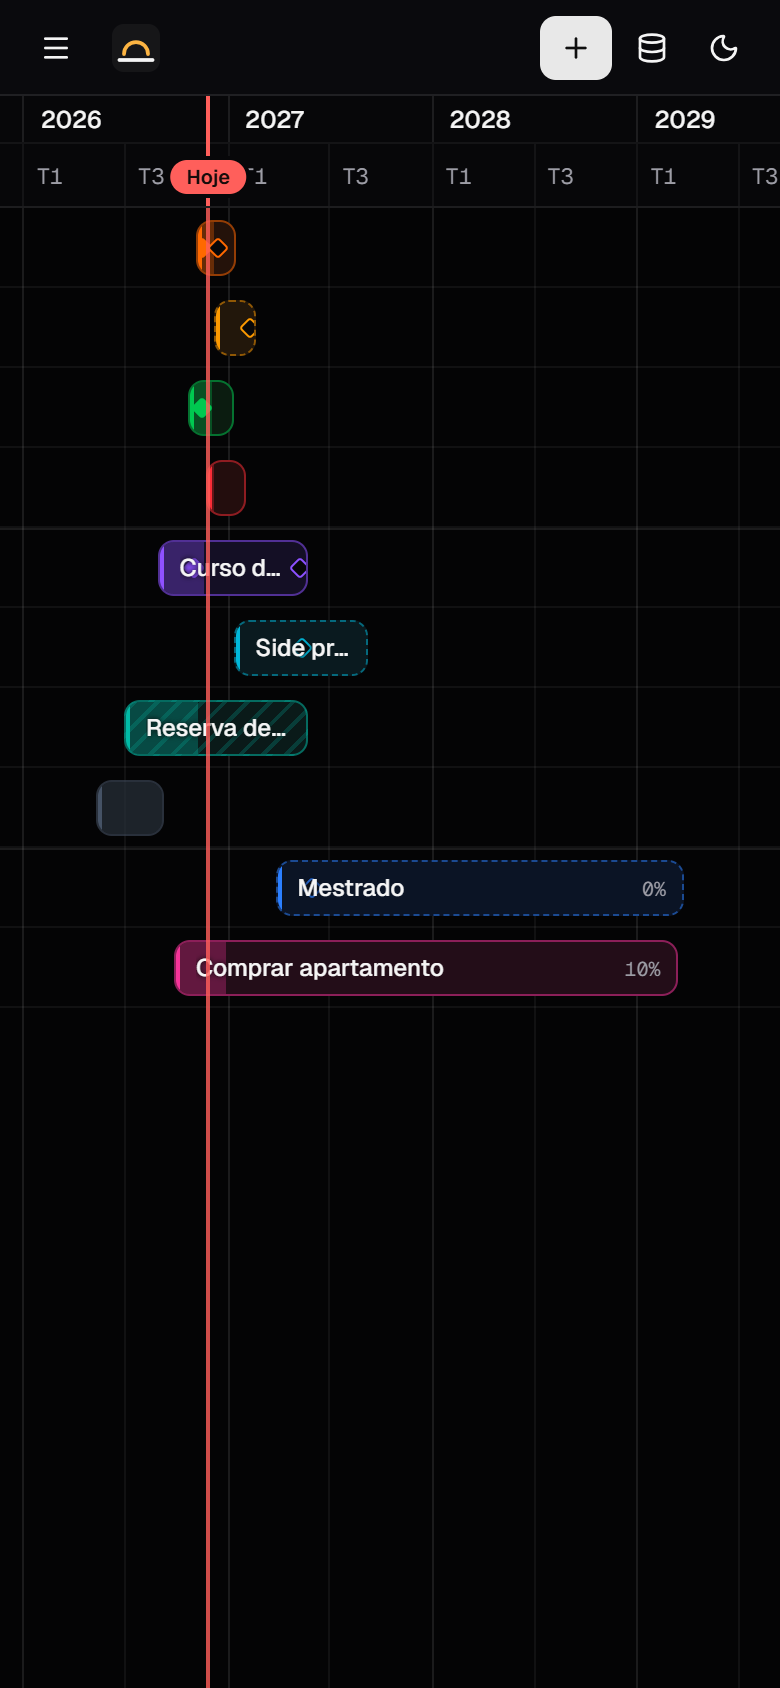 2026 2027 2028 2029
T1 T3 Hoje T1 T3 T1 T3 T1 T3
Curso d...
Side pr...
Reserva de...
Mestrado 0%
Comprar apartamento 10%